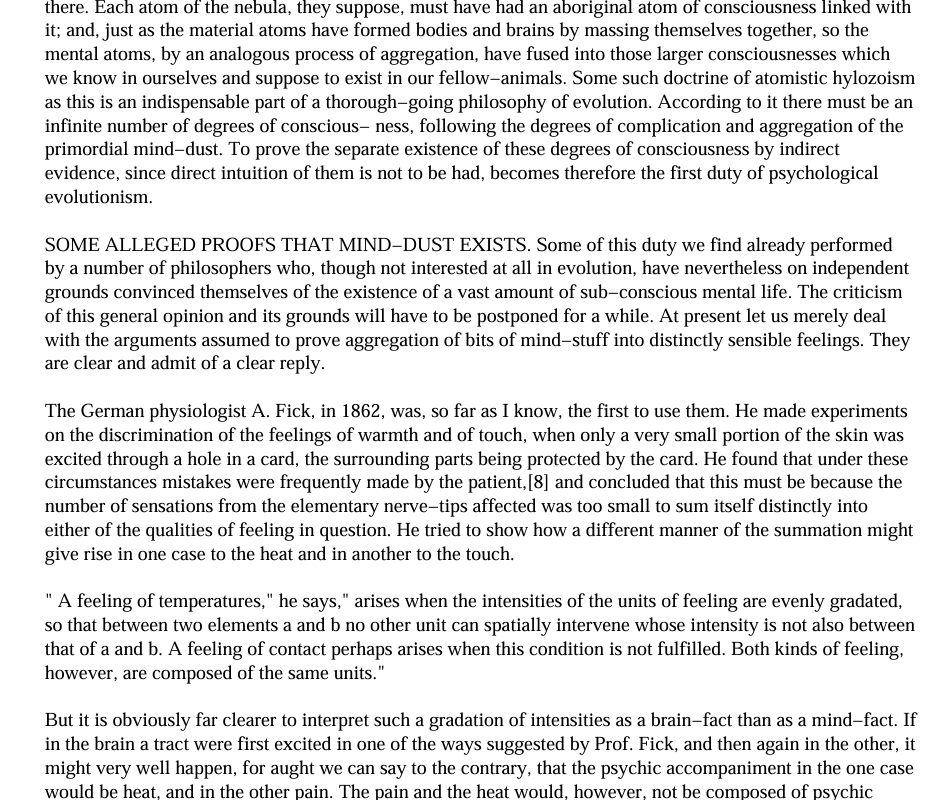 there. Each atom of the nebula, they suppose, must have had an aboriginal atom of consciousness linked with
it; and, just as the material atoms have formed bodies and brains by massing themselves together, so the
mental atoms, by an analogous process of aggregation, have fused into those larger consciousnesses which
we know in ourselves and suppose to exist in our fellow−animals. Some such doctrine of atomistic hylozoism
as this is an indispensable part of a thorough−going philosophy of evolution. According to it there must be an
infinite number of degrees of conscious− ness, following the degrees of complication and aggregation of the
primordial mind−dust. To prove the separate existence of these degrees of consciousness by indirect
evidence, since direct intuition of them is not to be had, becomes therefore the first duty of psychological
evolutionism.
SOME ALLEGED PROOFS THAT MIND−DUST EXISTS. Some of this duty we find already performed
by a number of philosophers who, though not interested at all in evolution, have nevertheless on independent
grounds convinced themselves of the existence of a vast amount of sub−conscious mental life. The criticism
of this general opinion and its grounds will have to be postponed for a while. At present let us merely deal
with the arguments assumed to prove aggregation of bits of mind−stuff into distinctly sensible feelings. They
are clear and admit of a clear reply.
The German physiologist A. Fick, in 1862, was, so far as I know, the first to use them. He made experiments
on the discrimination of the feelings of warmth and of touch, when only a very small portion of the skin was
excited through a hole in a card, the surrounding parts being protected by the card. He found that under these
circumstances mistakes were frequently made by the patient,[8] and concluded that this must be because the
number of sensations from the elementary nerve−tips affected was too small to sum itself distinctly into
either of the qualities of feeling in question. He tried to show how a different manner of the summation might
give rise in one case to the heat and in another to the touch.
" A feeling of temperatures," he says," arises when the intensities of the units of feeling are evenly gradated,
so that between two elements a and b no other unit can spatially intervene whose intensity is not also between
that of a and b. A feeling of contact perhaps arises when this condition is not fulfilled. Both kinds of feeling,
however, are composed of the same units."
But it is obviously far clearer to interpret such a gradation of intensities as a brain−fact than as a mind−fact. If
in the brain a tract were first excited in one of the ways suggested by Prof. Fick, and then again in the other, it
might very well happen, for aught we can say to the contrary, that the psychic accompaniment in the one case
would be heat, and in the other pain. The pain and the heat would, however, not be composed of psychic